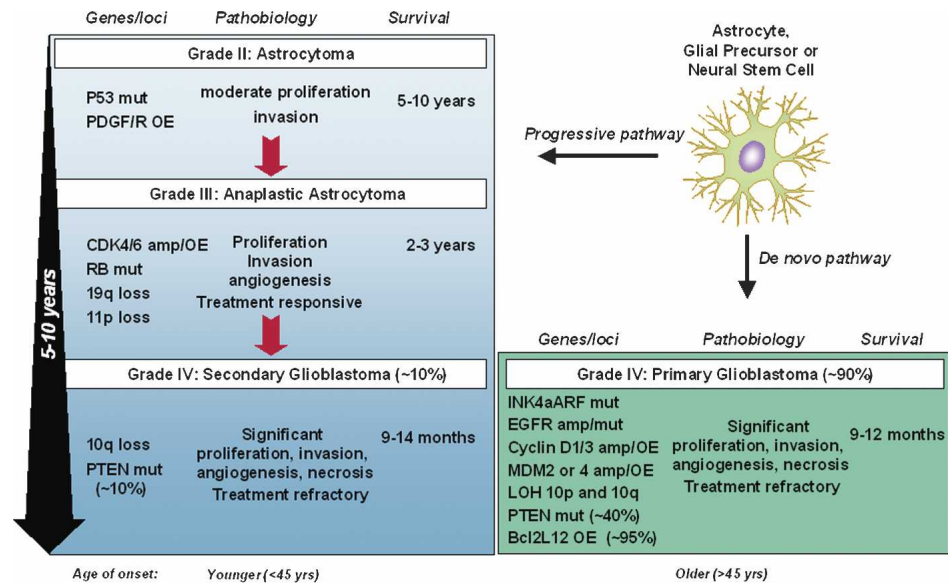 Genes/loci Pathobiology Survival
Grade II: Astrocytoma
P53 mut
PDGF/R OE
moderate proliferation
invasion
5-10 years
Grade III: Anaplastic Astrocytoma
CDK4/6 amp/OE
RB mut
19q loss
11p loss
Proliferation
Invasion
angiogenesis
Treatment responsive
2-3 years
Grade IV: Secondary Glioblastoma (~10%)
10q loss
PTEN mut
(~10%)
Significant
proliferation, invasion,
angiogenesis, necrosis
Treatment refractory
9-14 months
5-10 years
Age of onset: Younger (<45 yrs)
Astrocyte,
Glial Precursor or
Neural Stem Cell
Progressive pathway
De novo pathway
Genes/loci Pathobiology Survival
Grade IV: Primary Glioblastoma (~90%)
INK4aARF mut
EGFR amp/mut
Cyclin D1/3 amp/OE
MDM2 or 4 amp/OE
LOH 10p and 10q
PTEN mut (~40%)
Bcl2L12 OE (~95%)
Significant
proliferation, invasion,
angiogenesis, necrosis
Treatment refractory
9-12 months
Older (>45 yrs)